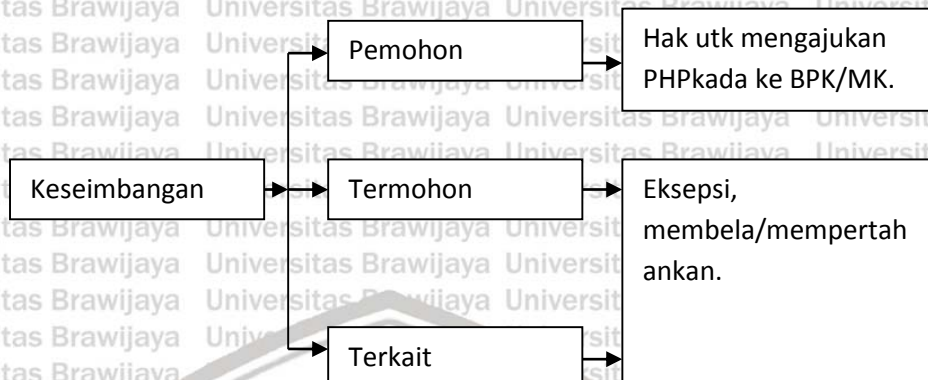 Pemohon
Hak utk mengajukan
PHPkada ke BPK/MK.
Keseimbangan
Termohon
Eksepsi,
membela/mempertah
ankan.
Terkait